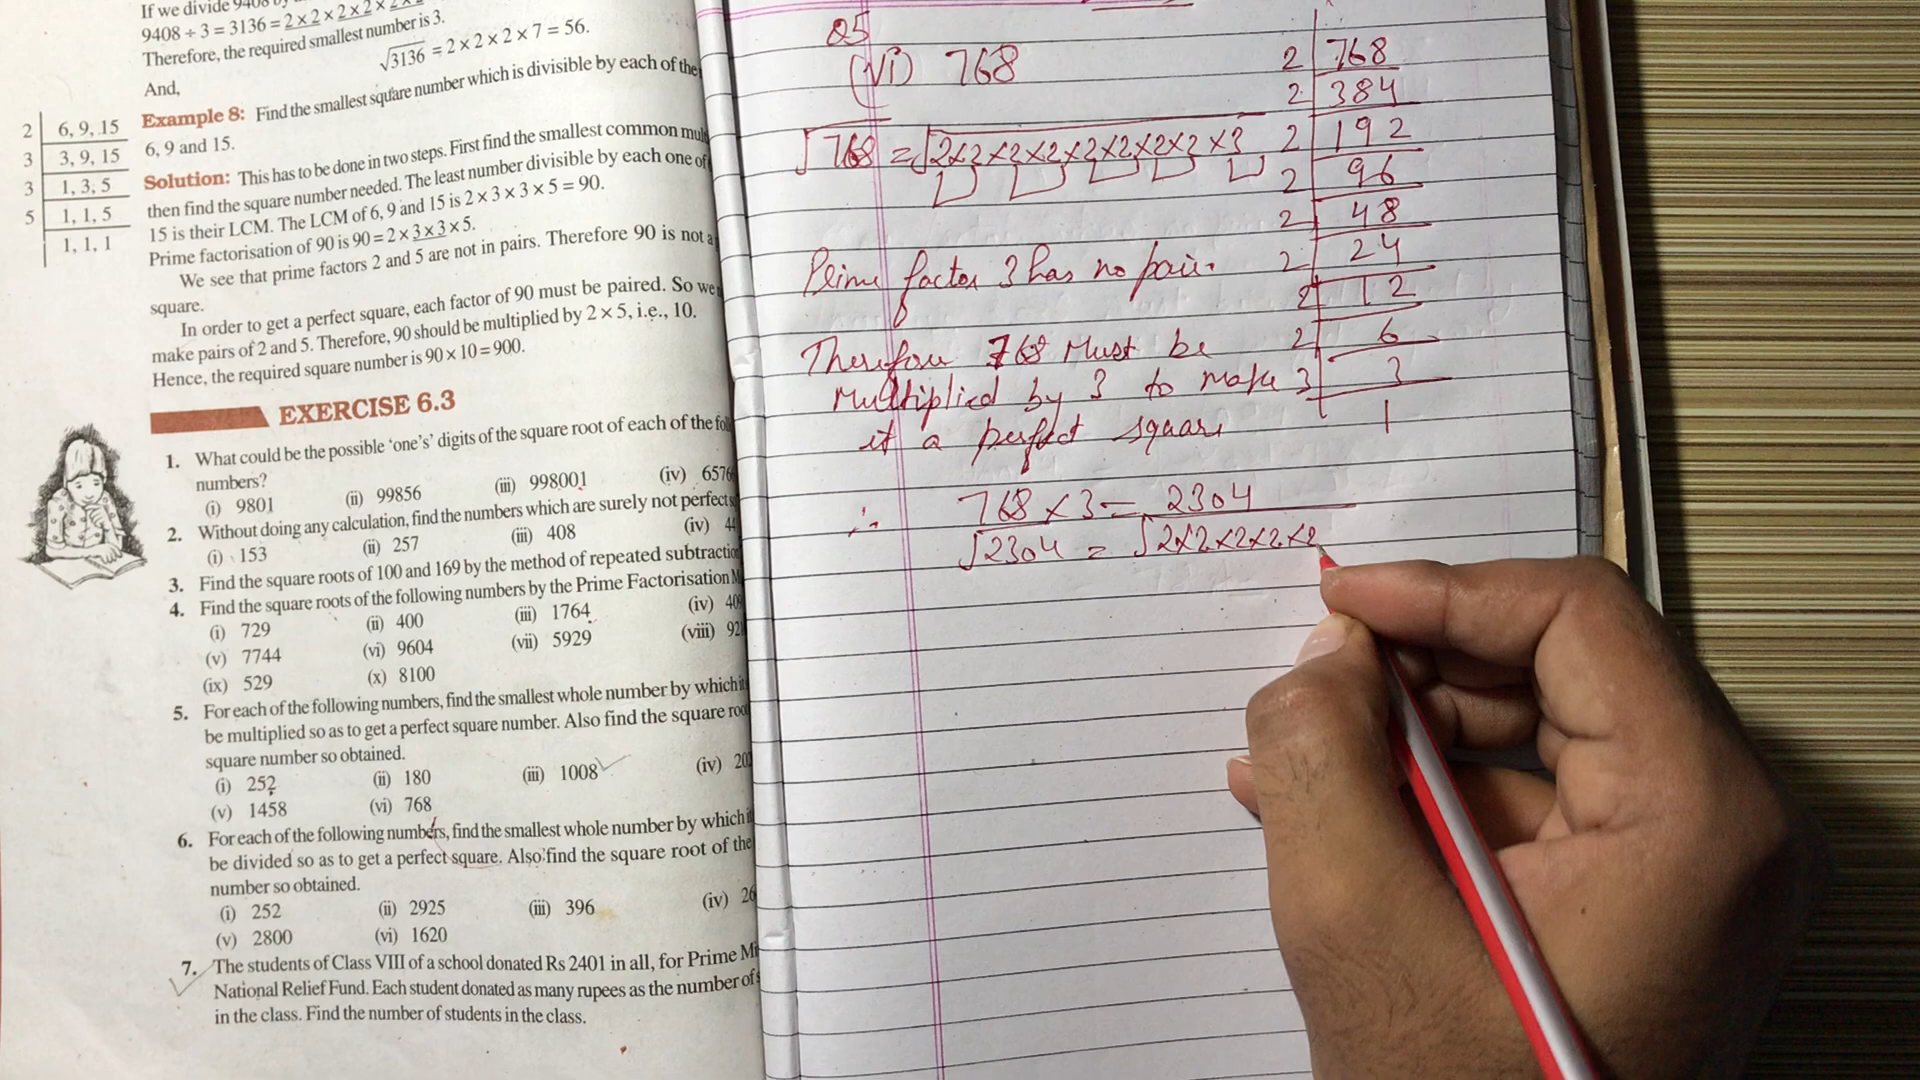 If we divide 9408 by
9408 ÷ 3 = 3136 = 2 × 2 × 2 × 2 × 2 ×
Therefore, the required smallest number is 3.
And, √3136 = 2 × 2 × 2 × 7 = 56.
Example 8: Find the smallest square number which is divisible by each of the
6, 9 and 15.
2 | 6, 9, 15
3 | 3, 9, 15
3 | 1, 3, 5
5 | 1, 1, 5
1, 1, 1
Solution: This has to be done in two steps. First find the smallest common mul
then find the square number needed. The least number divisible by each one of
15 is their LCM. The LCM of 6, 9 and 15 is 2 × 3 × 3 × 5 = 90.
Prime factorisation of 90 is 90 = 2 × 3 × 3 × 5.
We see that prime factors 2 and 5 are not in pairs. Therefore 90 is not a
square.
In order to get a perfect square, each factor of 90 must be paired. So we
make pairs of 2 and 5. Therefore, 90 should be multiplied by 2 × 5, i.e., 10.
Hence, the required square number is 90 × 10 = 900.
EXERCISE 6.3
1. What could be the possible ‘one’s’ digits of the square root of each of the fol
numbers?
(i) 9801 (ii) 99856 (iii) 998001 (iv) 6576
2. Without doing any calculation, find the numbers which are surely not perfect s
(i) 153 (ii) 257 (iii) 408 (iv) 44
3. Find the square roots of 100 and 169 by the method of repeated subtraction
4. Find the square roots of the following numbers by the Prime Factorisation M
(i) 729 (ii) 400 (iii) 1764 (iv) 409
(v) 7744 (vi) 9604 (vii) 5929 (viii) 92
(ix) 529 (x) 8100
5. For each of the following numbers, find the smallest whole number by which it
be multiplied so as to get a perfect square number. Also find the square roo
square number so obtained.
(i) 252 (ii) 180 (iii) 1008 (iv) 202
(v) 1458 (vi) 768
6. For each of the following numbers, find the smallest whole number by which it
be divided so as to get a perfect square. Also find the square root of the
number so obtained.
(i) 252 (ii) 2925 (iii) 396 (iv) 26
(v) 2800 (vi) 1620
7. The students of Class VIII of a school donated Rs 2401 in all, for Prime Mi
National Relief Fund. Each student donated as many rupees as the number of s
in the class. Find the number of students in the class.
Q5
(vi) 768
√768 = √2×2×2×2×2×2×2×2×3
Prime factor 3 has no pair.
Therefore 768 Must be
Multiplied by 3 to make
it a perfect square
∴ 768 × 3 = 2304
√2304 = √2×2×2×2×2
2 | 768
2 | 384
2 | 192
2 | 96
2 | 48
2 | 24
2 | 12
2 | 6
3 | 3
1